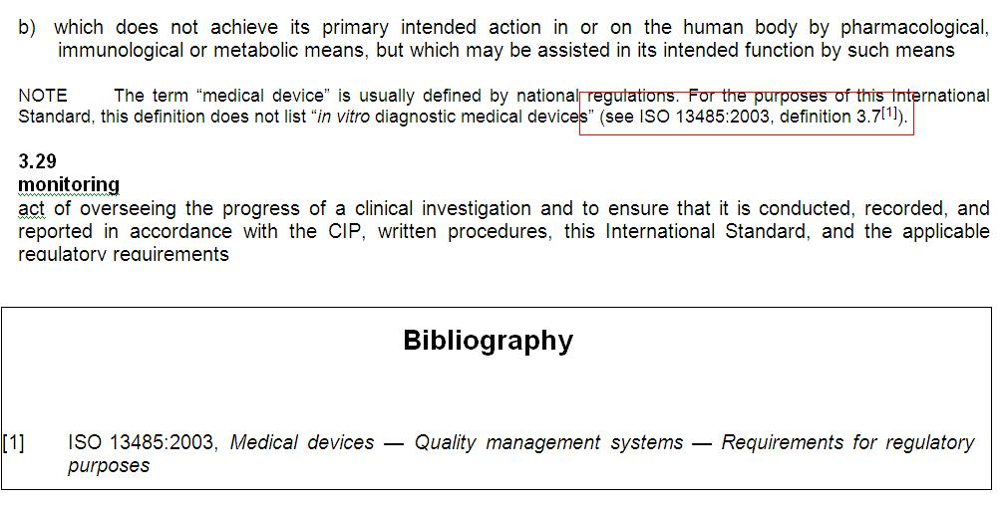 b) which does not achieve its primary intended action in or on the human body by pharmacological,
immunological or metabolic means, but which may be assisted in its intended function by such means
NOTE The term “medical device” is usually defined by national regulations. For the purposes of this International
Standard, this definition does not list “in vitro diagnostic medical devices” (see ISO 13485:2003, definition 3.7[1]).
3.29
monitoring
act of overseeing the progress of a clinical investigation and to ensure that it is conducted, recorded, and
reported in accordance with the CIP, written procedures, this International Standard, and the applicable
regulatory requirements
Bibliography
[1] ISO 13485:2003, Medical devices — Quality management systems — Requirements for regulatory
purposes